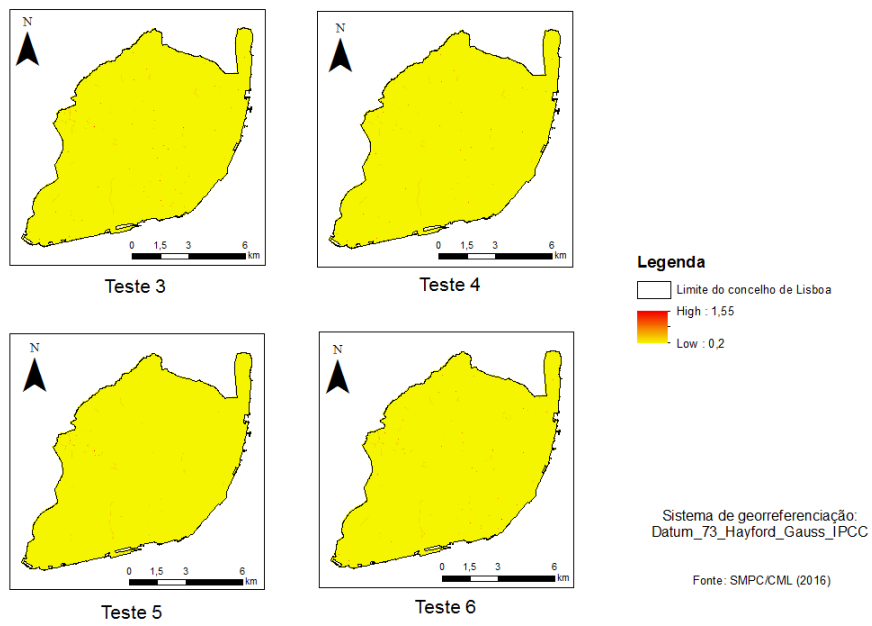 N
0 1,5 3 6
km
Teste 3
N
0 1,5 3 6
km
Teste 4
N
0 1,5 3 6
km
Teste 5
N
0 1,5 3 6
km
Teste 6
Legenda
Limite do concelho de Lisboa
High : 1,55
Low : 0,2
Sistema de georreferenciação:
Datum_73_Hayford_Gauss_IPCC
Fonte: SMPC/CML (2016)